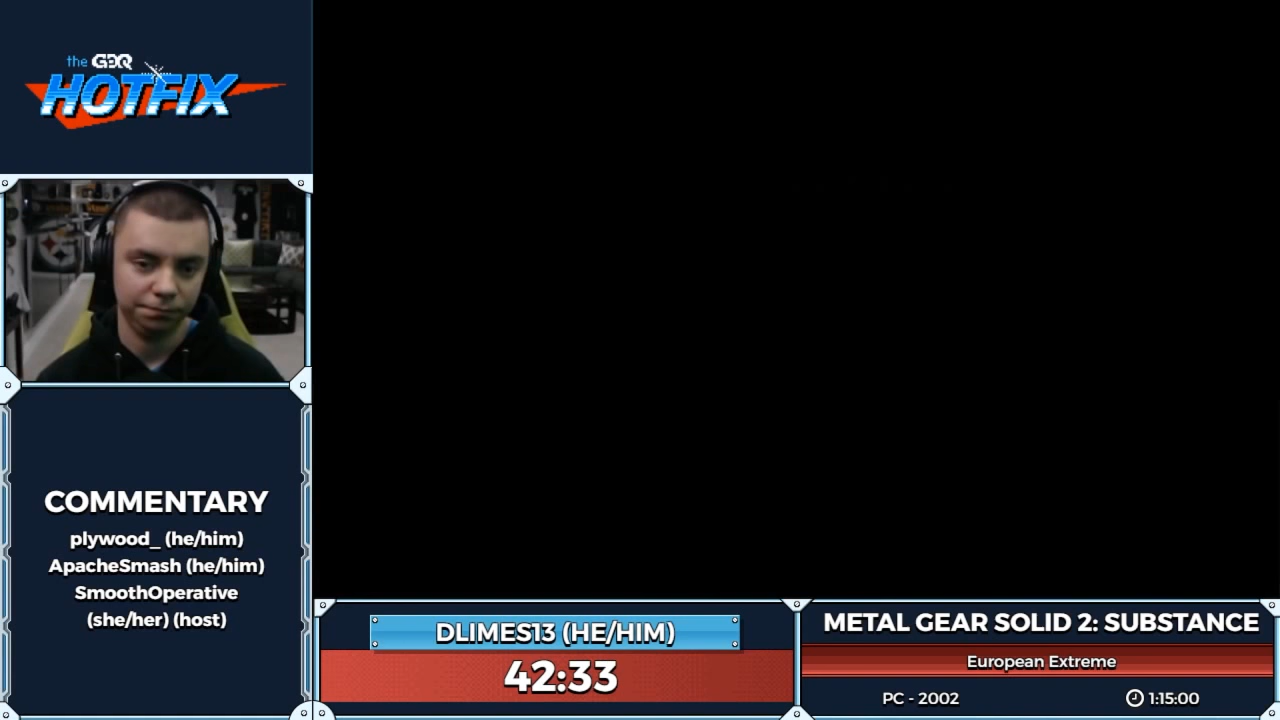 the GDQ
HOTFIX
COMMENTARY
plywood_ (he/him)
ApacheSmash (he/him)
SmoothOperative
(she/her) (host)
DLIMES13 (HE/HIM)
42:33
METAL GEAR SOLID 2: SUBSTANCE
European Extreme
PC - 2002
1:15:00